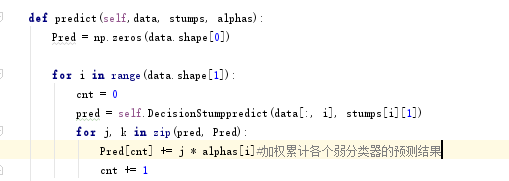 def predict(self,data, stumps, alphas):
Pred = np.zeros(data.shape[0])
for i in range(data.shape[1]):
cnt = 0
pred = self.DecisionStumppredict(data[:, i], stumps[i][1])
for j, k in zip(pred, Pred):
Pred[cnt] += j * alphas[i]#加权累计各个弱分类器的预测结果
cnt += 1